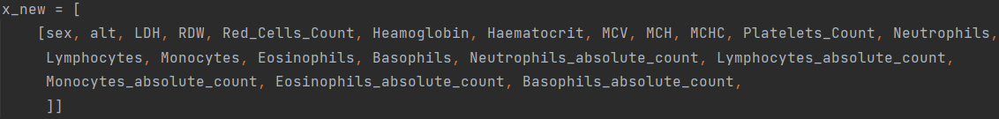 x_new = [
[sex, alt, LDH, RDW, Red_Cells_Count, Heamoglobin, Haematocrit, MCV, MCH, MCHC, Platelets_Count, Neutrophils,
Lymphocytes, Monocytes, Eosinophils, Basophils, Neutrophils_absolute_count, Lymphocytes_absolute_count,
Monocytes_absolute_count, Eosinophils_absolute_count, Basophils_absolute_count,
]]